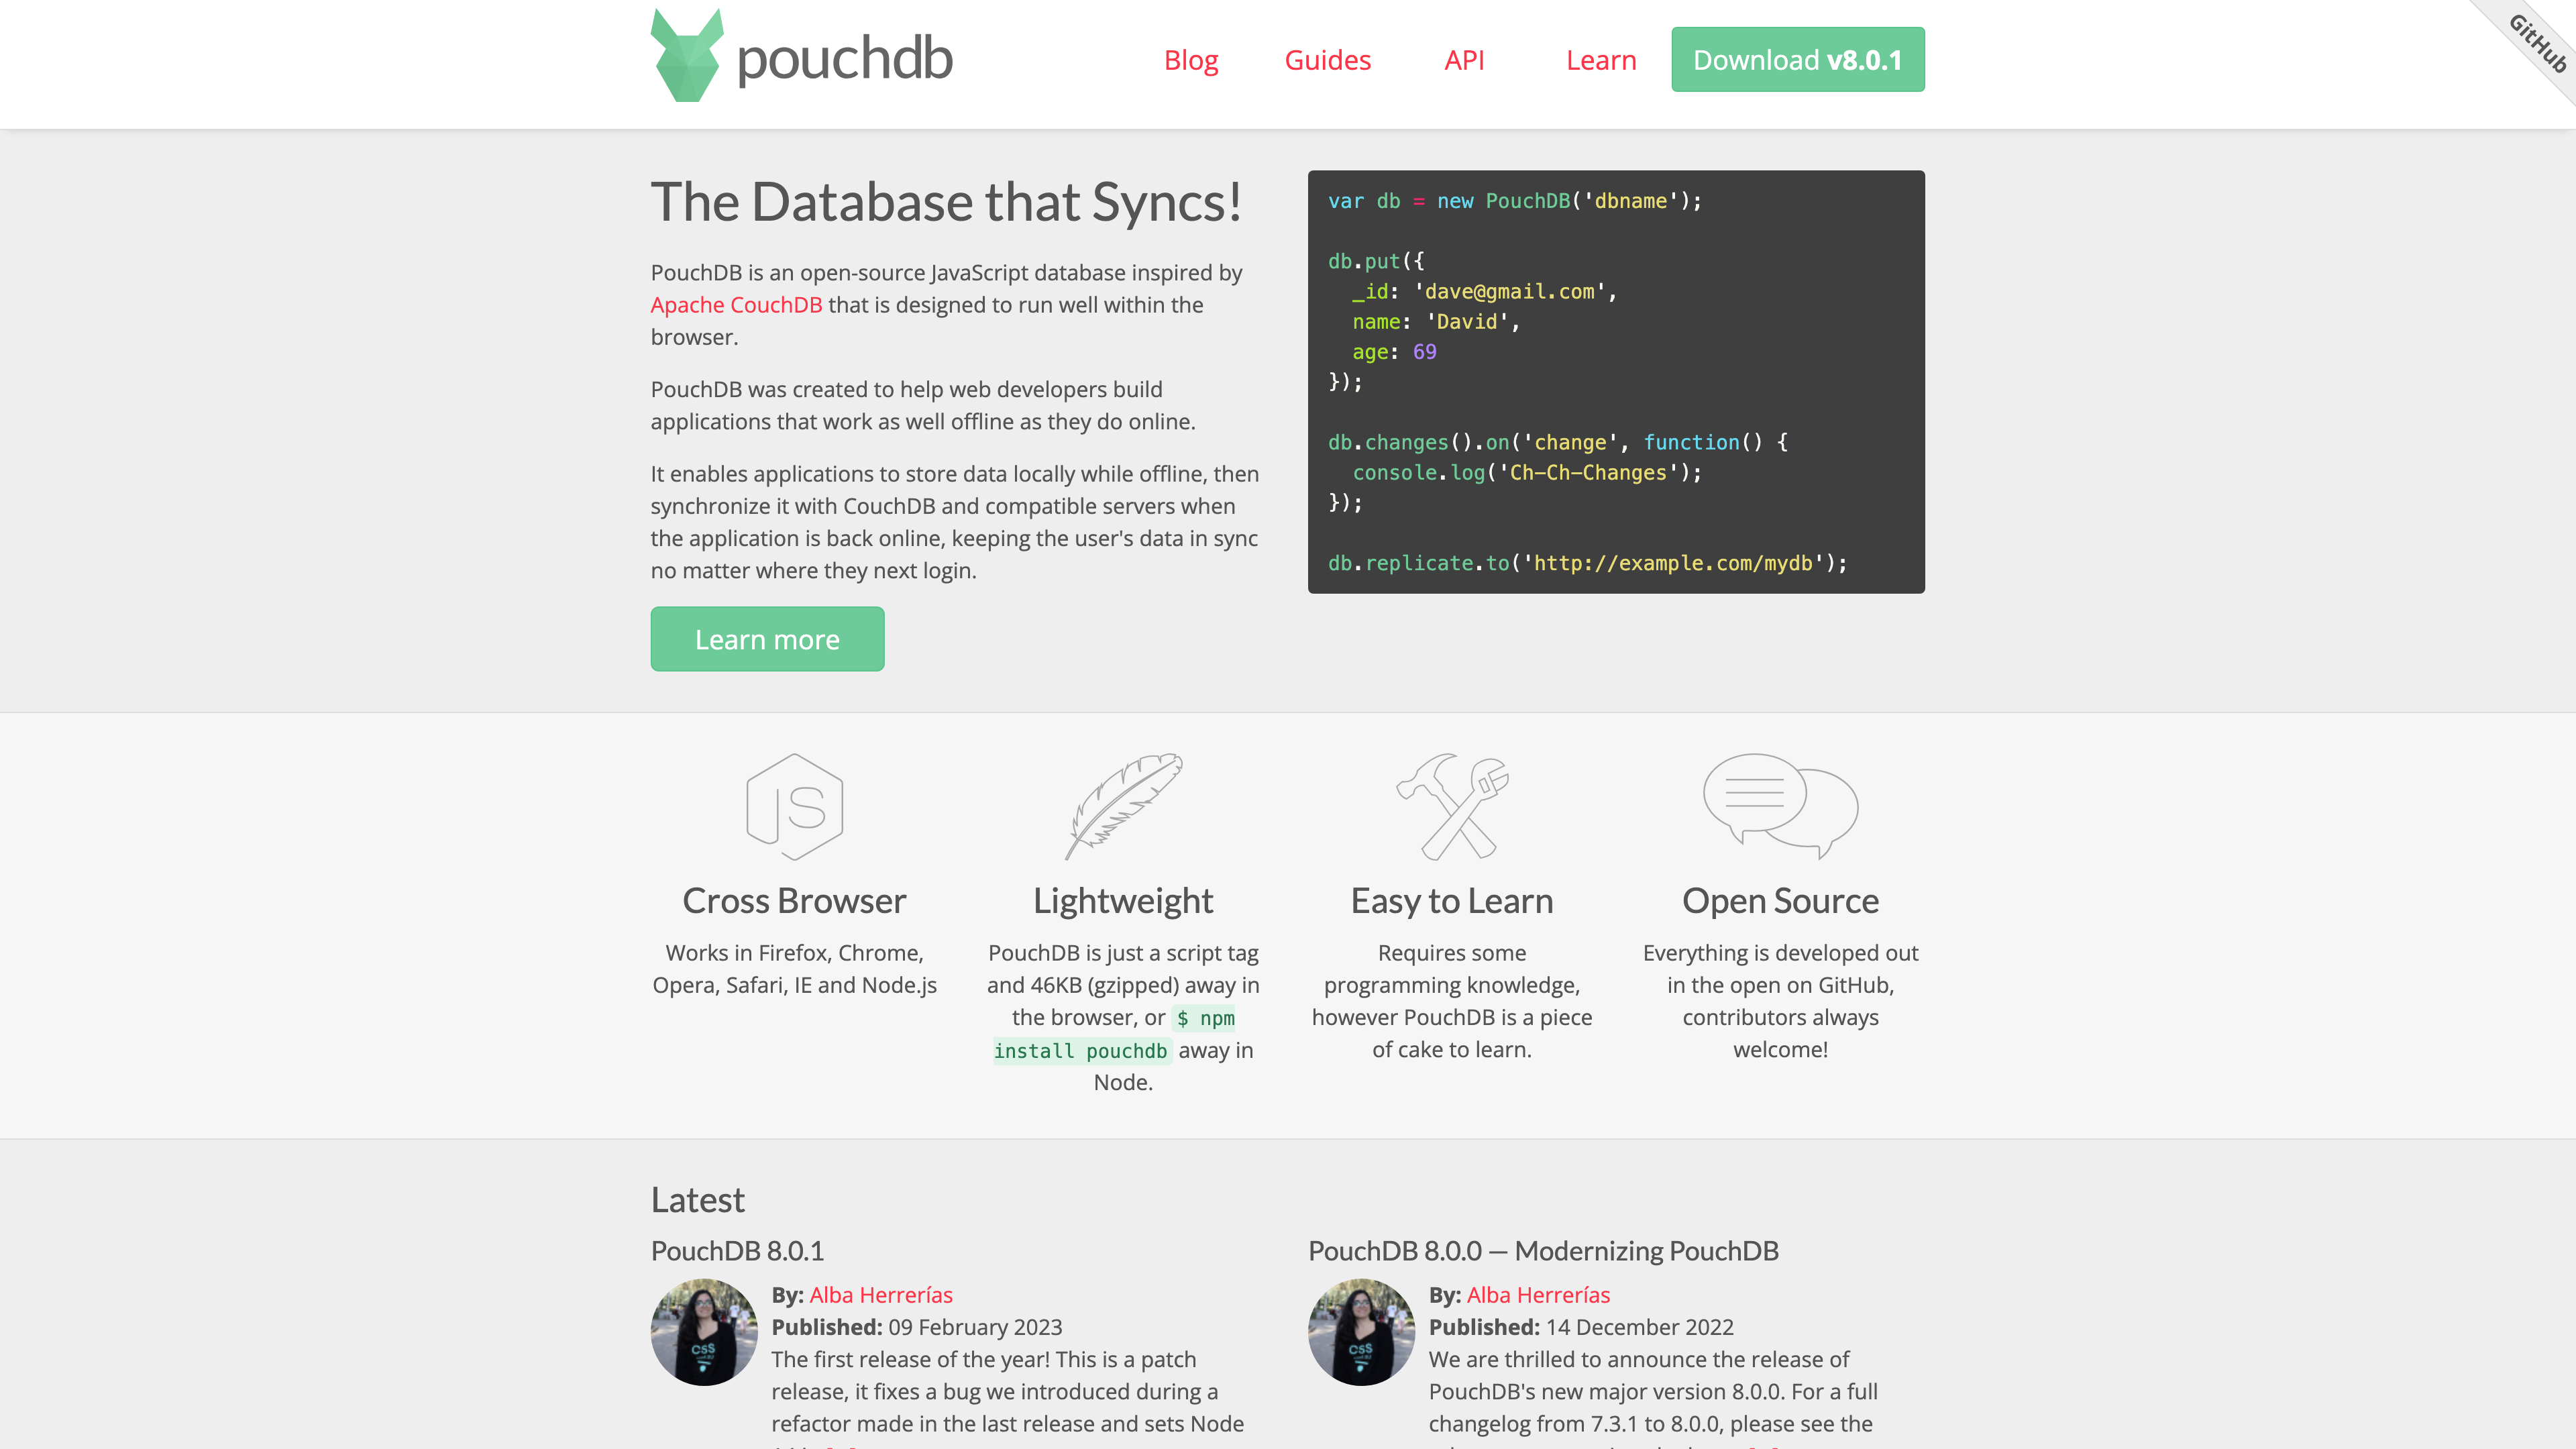 pouchdb
Blog
Guides
API
Learn
Download v8.0.1
GitHub
The Database that Syncs!
PouchDB is an open-source JavaScript database inspired by
Apache CouchDB that is designed to run well within the
browser.
PouchDB was created to help web developers build
applications that work as well offline as they do online.
It enables applications to store data locally while offline, then
synchronize it with CouchDB and compatible servers when
the application is back online, keeping the user's data in sync
no matter where they next login.
Learn more
var db = new PouchDB('dbname');
db.put({
  _id: 'dave@gmail.com',
  name: 'David',
  age: 69
});
db.changes().on('change', function() {
  console.log('Ch-Ch-Changes');
});
db.replicate.to('http://example.com/mydb');
JS
Cross Browser
Works in Firefox, Chrome,
Opera, Safari, IE and Node.js
Lightweight
PouchDB is just a script tag
and 46KB (gzipped) away in
the browser, or $ npm
install pouchdb away in
Node.
Easy to Learn
Requires some
programming knowledge,
however PouchDB is a piece
of cake to learn.
Open Source
Everything is developed out
in the open on GitHub,
contributors always
welcome!
Latest
PouchDB 8.0.1
CSS
By: Alba Herrerías
Published: 09 February 2023
The first release of the year! This is a patch
release, it fixes a bug we introduced during a
refactor made in the last release and sets Node
PouchDB 8.0.0 — Modernizing PouchDB
CSS
By: Alba Herrerías
Published: 14 December 2022
We are thrilled to announce the release of
PouchDB's new major version 8.0.0. For a full
changelog from 7.3.1 to 8.0.0, please see the